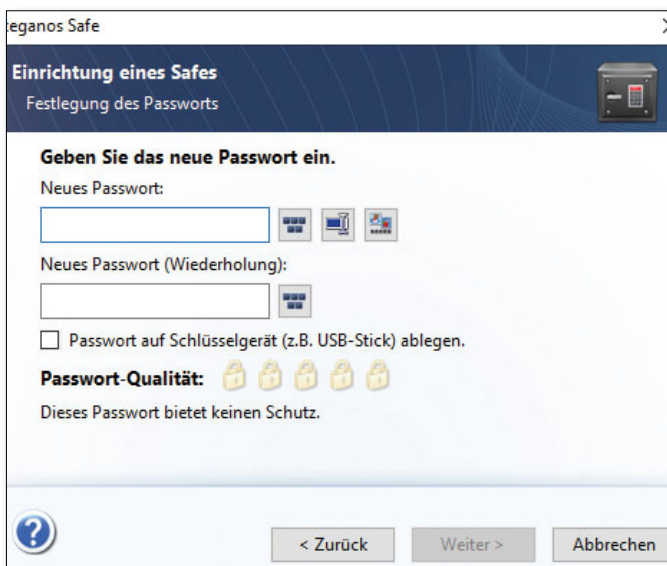 teganos Safe
Einrichtung eines Safes
Festlegung des Passworts
Geben Sie das neue Passwort ein.
Neues Passwort:
Neues Passwort (Wiederholung):
Passwort auf Schlüsselgerät (z.B. USB-Stick) ablegen.
Passwort-Qualität:
Dieses Passwort bietet keinen Schutz.
?
< Zurück Weiter > Abbrechen